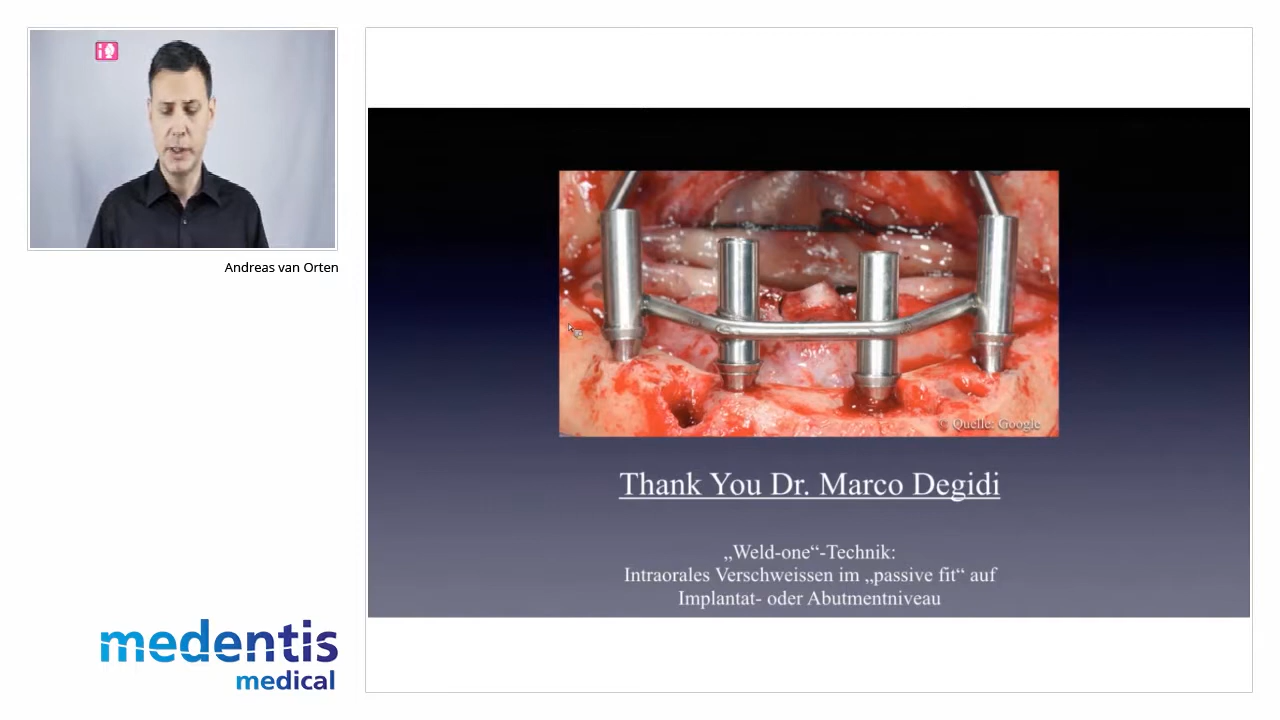 Andreas van Orten
medentis
medical
© Quelle: Google
Thank You Dr. Marco Degidi
„Weld-one“-Technik:
Intraorales Verschweissen im „passive fit“ auf
Implantat- oder Abutmentniveau